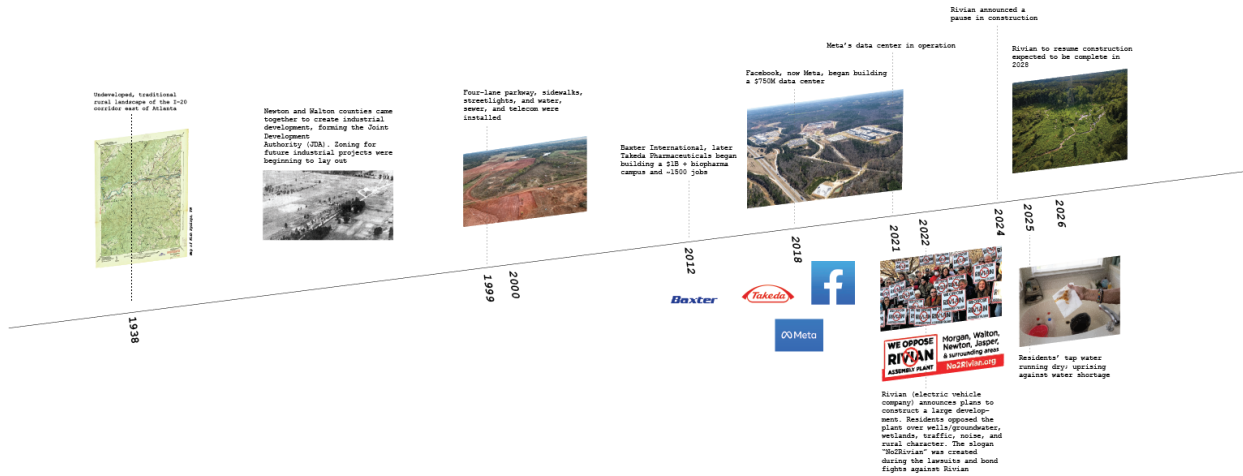 Undeveloped, traditional
rural landscape of the I-20
corridor east of Atlanta
1938
Newton and Walton counties came
together to create industrial
development, forming the Joint
Development
Authority (JDA). Zoning for
future industrial projects were
beginning to lay out
Four-lane parkway, sidewalks,
streetlights, and water,
sewer, and telecom were
installed
1999
2000
Baxter International, later
Takeda Pharmaceuticals began
building a $1B + biopharma
campus and ~1500 jobs
2012
Baxter
Takeda
Meta
Facebook, now Meta, began building
a $750M data center
2018
Meta's data center in operation
2021
2022
WE OPPOSE
RIVIAN
ASSEMBLY PLANT
Morgan, Walton,
Newton, Jasper,
& surrounding areas
No2Rivian.org
Rivian (electric vehicle
company) announces plans to
construct a large develop-
ment. Residents opposed the
plant over wells/groundwater,
wetlands, traffic, noise, and
rural character. The slogan
"No2Rivian" was created
during the lawsuits and bond
fights against Rivian
Rivian announced a
pause in construction
2024
2025
Residents' tap water
running dry; uprising
against water shortage
Rivian to resume construction
expected to be complete in
2028
2026